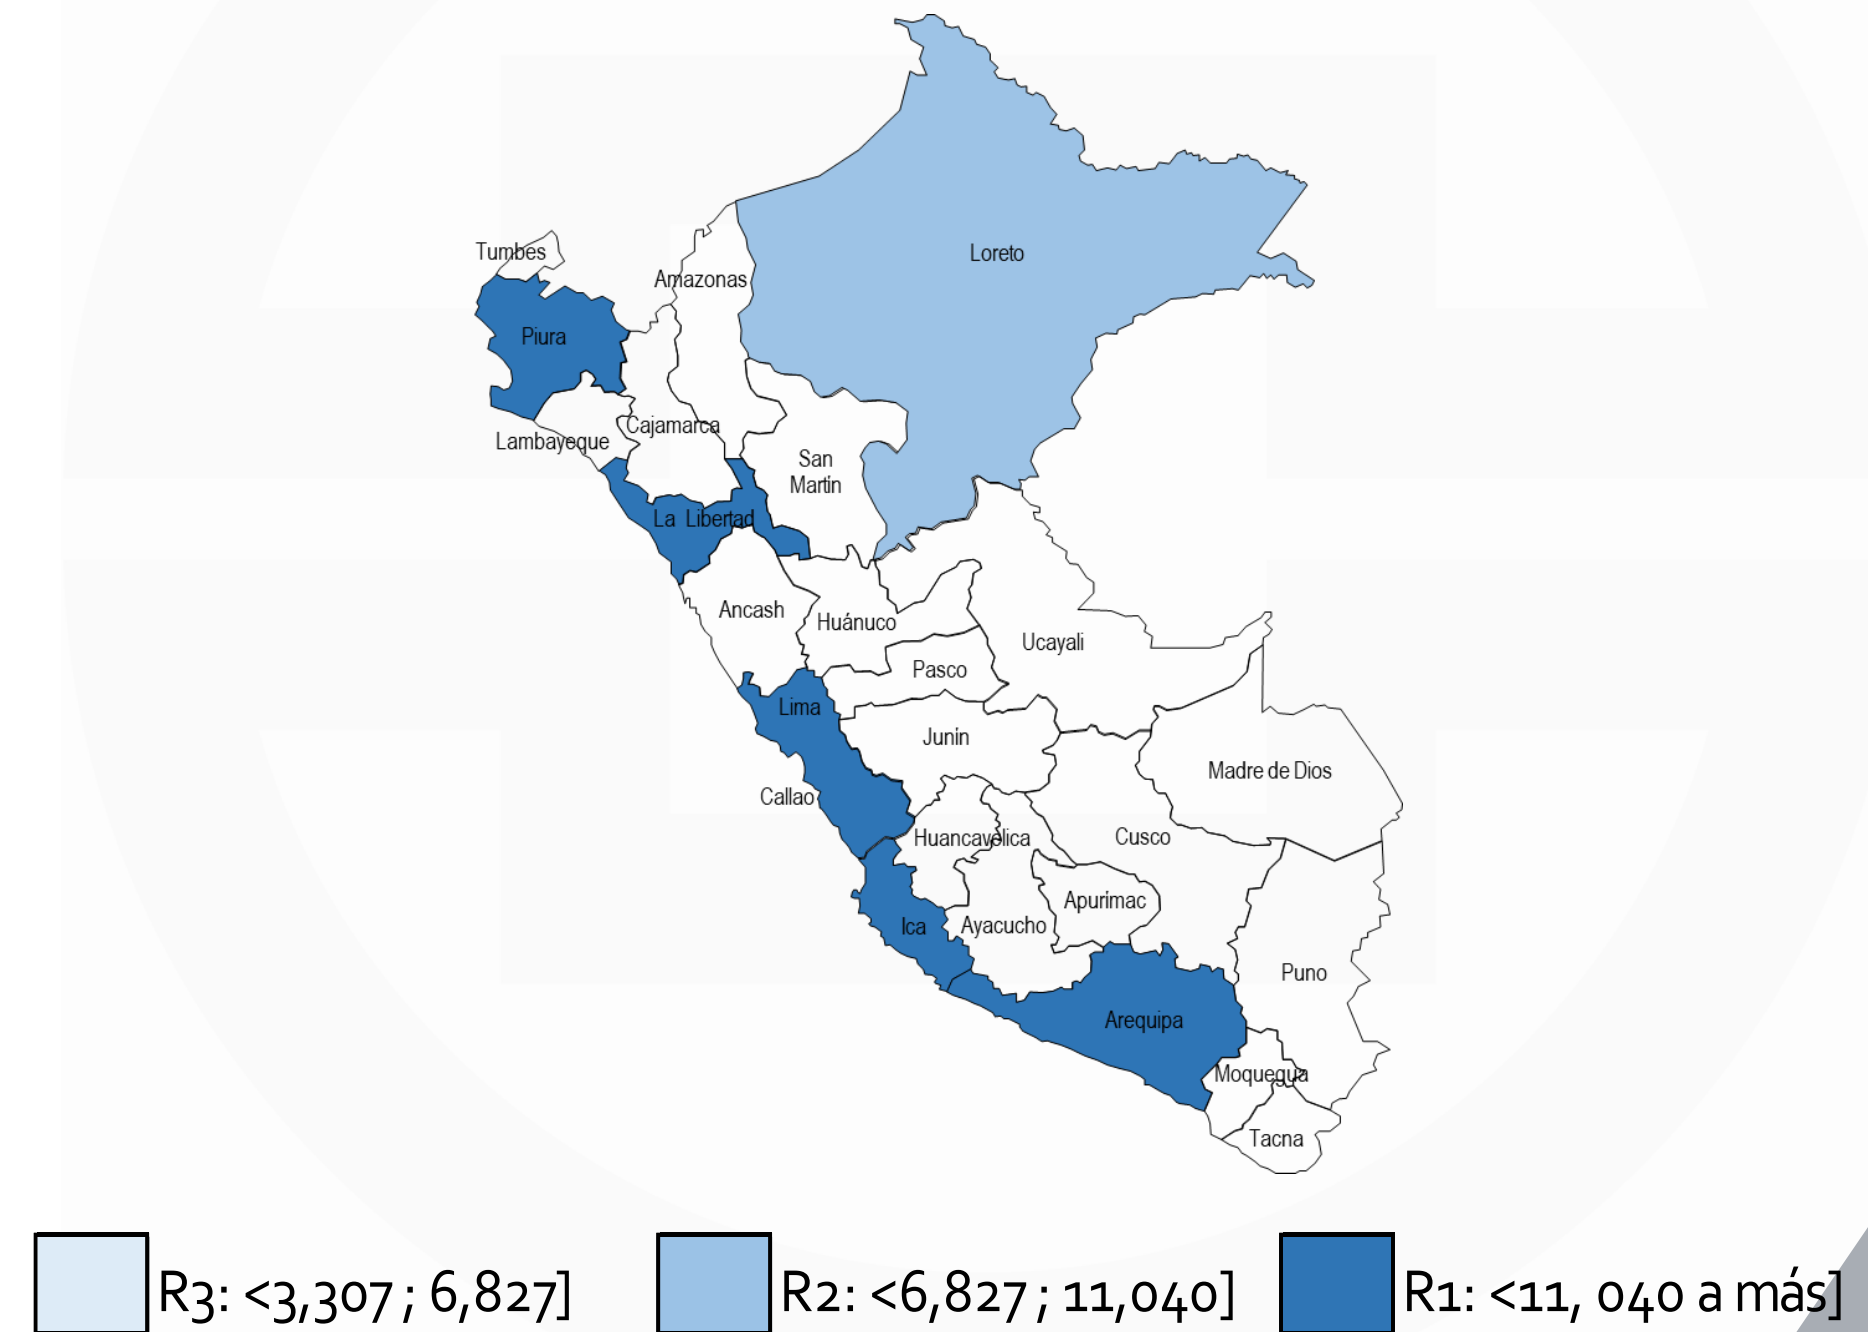 Loreto
Tumbes
Amazonas
Piura
Cajamarca
Lambayeque
San
Martín
La Libertad
Ancash
Huánuco
Ucayali
Pasco
Lima
Junín
Madre de Dios
Callao
Huancavelica
Cusco
Apurímac
Ica
Ayacucho
Puno
Arequipa
Moquegua
Tacna
R3: <3,307 ; 6,827]
R2: <6,827 ; 11,040]
R1: <11, 040 a más]